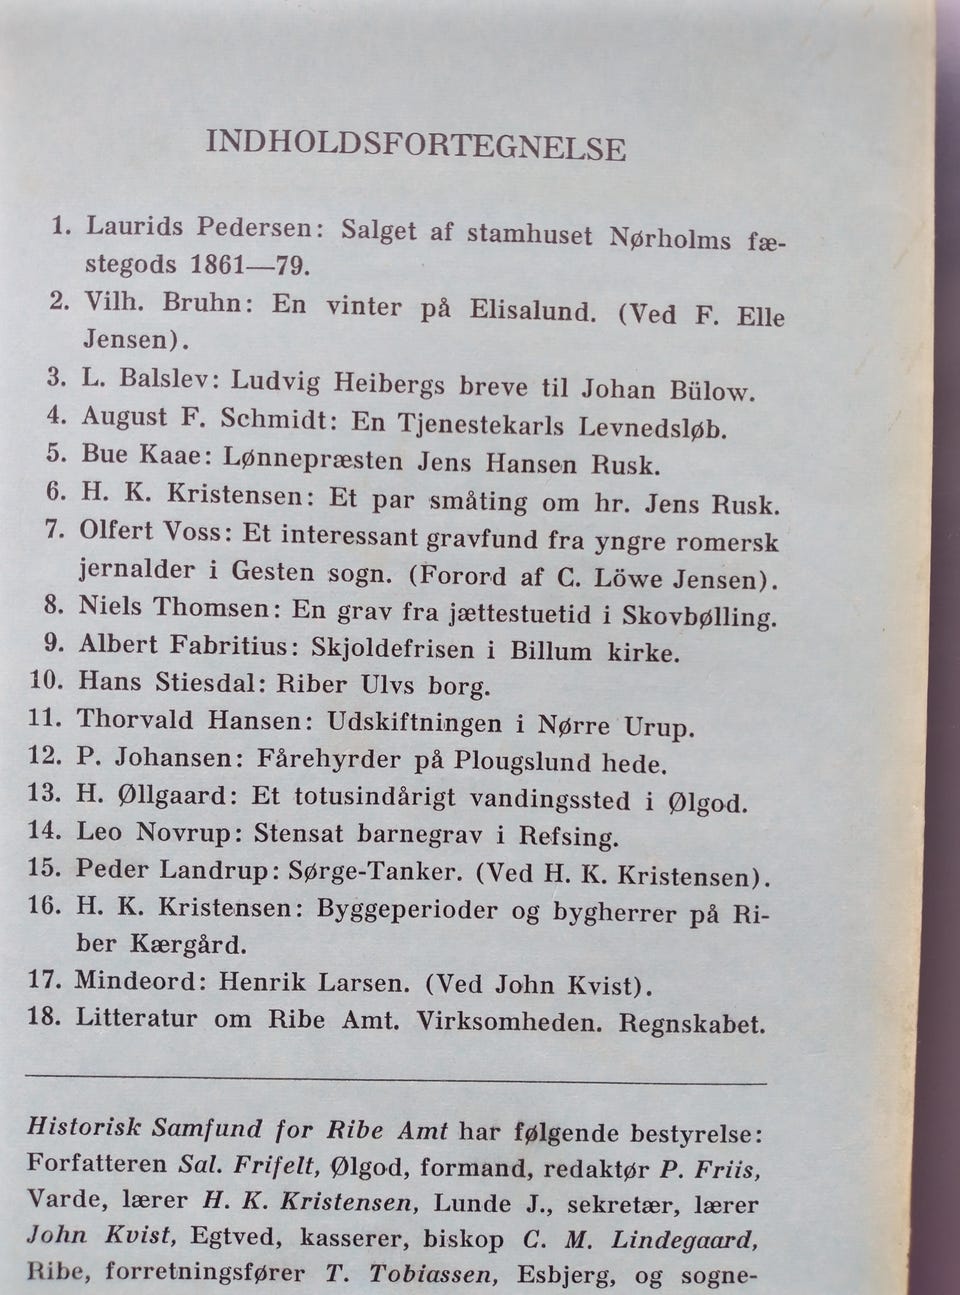 INDHOLDSFORTEGNELSE
1. Laurids Pedersen: Salget af stamhuset Nørholms fæ-
stegods 1861—79.
2. Vilh. Bruhn: En vinter på Elisalund. (Ved F. Elle
Jensen).
3. L. Balslev: Ludvig Heibergs breve til Johan Bülow.
4. August F. Schmidt: En Tjenestekarls Levnedsløb.
5. Bue Kaae: Lønnepræsten Jens Hansen Rusk.
6. H. K. Kristensen: Et par småting om hr. Jens Rusk.
7. Olfert Voss: Et interessant gravfund fra yngre romersk
jernalder i Gesten sogn. (Forord af C. Löwe Jensen).
8. Niels Thomsen: En grav fra jættestuetid i Skovbølling.
9. Albert Fabritius: Skjoldefrisen i Billum kirke.
10. Hans Stiesdal: Riber Ulvs borg.
11. Thorvald Hansen: Udskiftningen i Nørre Urup.
12. P. Johansen: Fårehyrder på Plougslund hede.
13. H. Øllgaard: Et totusindårigt vandingssted i Ølgod.
14. Leo Novrup: Stensat barnegrav i Refsing.
15. Peder Landrup: Sørge-Tanker. (Ved H. K. Kristensen).
16. H. K. Kristensen: Byggeperioder og bygherrer på Ri-
ber Kærgård.
17. Mindeord: Henrik Larsen. (Ved John Kvist).
18. Litteratur om Ribe Amt. Virksomheden. Regnskabet.
Historisk Samfund for Ribe Amt har følgende bestyrelse:
Forfatteren Sal. Frifelt, Ølgod, formand, redaktør P. Friis,
Varde, lærer H. K. Kristensen, Lunde J., sekretær, lærer
John Kvist, Egtved, kasserer, biskop C. M. Lindegaard,
Ribe, forretningsfører T. Tobiassen, Esbjerg, og sogne-